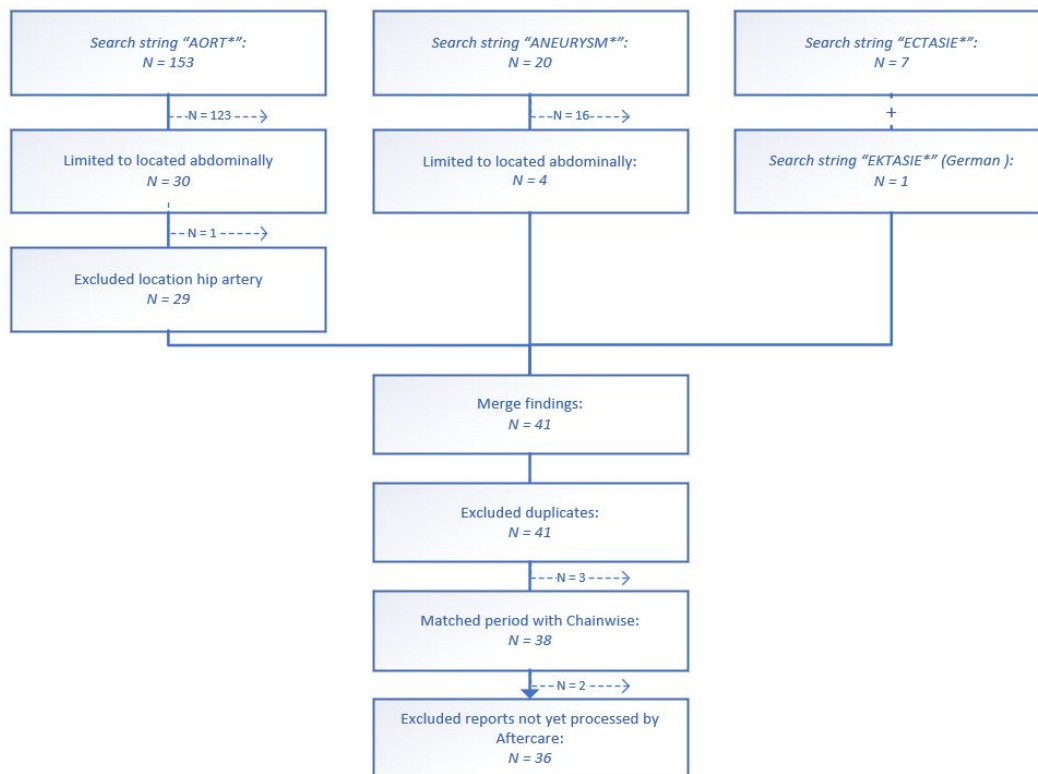 Search string “AORT*”:
N = 153
Search string “ANEURYSM*”:
N = 20
Search string “ECTASIE*”:
N = 7
N = 123
N = 16
+
Limited to located abdominally
N = 30
Limited to located abdominally:
N = 4
Search string “EKTASIE*” (German ):
N = 1
N = 1
Excluded location hip artery
N = 29
Merge findings:
N = 41
Excluded duplicates:
N = 41
N = 3
Matched period with Chainwise:
N = 38
N = 2
Excluded reports not yet processed by
Aftercare:
N = 36